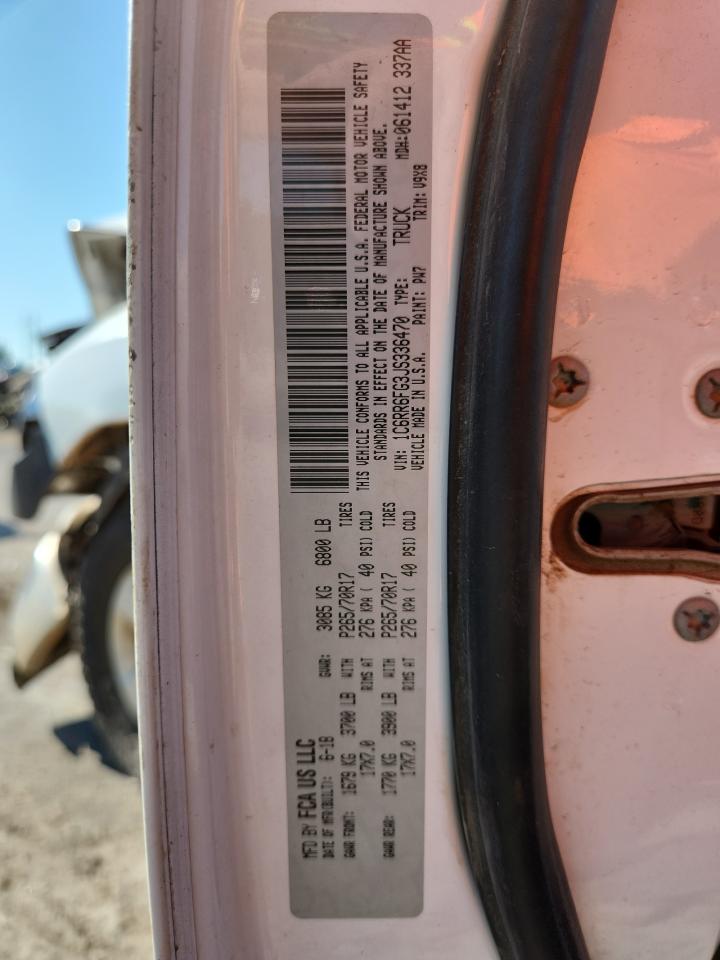 MFD BY FCA US LLC
DATE OF MFR(BUILT): 6-18 GVWR: 3085 KG 6800 LB
GAWR FRONT: 1679 KG 3700 LB WITH P265/70R17 TIRES
17X7.0 RIMS AT 276 KPA ( 40 PSI) COLD
GAWR REAR: 1770 KG 3900 LB WITH P265/70R17 TIRES
17X7.0 RIMS AT 276 KPA ( 40 PSI) COLD
THIS VEHICLE CONFORMS TO ALL APPLICABLE U.S.A. FEDERAL MOTOR VEHICLE SAFETY
STANDARDS IN EFFECT ON THE DATE OF MANUFACTURE SHOWN ABOVE.
VIN: 1C6RR6FG3JS336470 TYPE: TRUCK MDH:061412 337AA
VEHICLE MADE IN U.S.A. PAINT: PW7 TRIM: V9X8